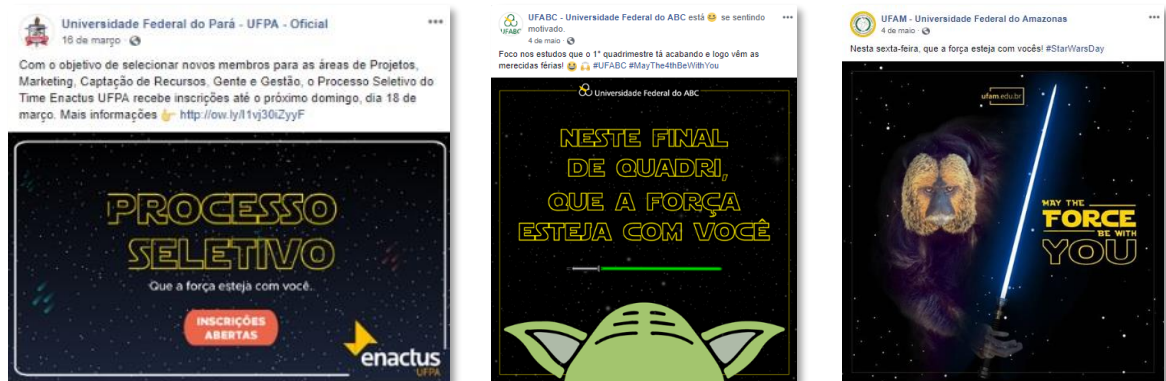 Universidade Federal do Pará - UFPA - Oficial
16 de março ·
Com o objetivo de selecionar novos membros para as áreas de Projetos,
Marketing, Captação de Recursos, Gente e Gestão, o Processo Seletivo do
Time Enactus UFPA recebe inscrições até o próximo domingo, dia 18 de
março. Mais informações 👉 http://ow.ly/I1vj30iZyyF
PROCESSO
SELETIVO
Que a força esteja com você.
INSCRIÇÕES
ABERTAS
enactus
UFPA
UFABC
UFABC - Universidade Federal do ABC está 😊 se sentindo
motivado.
4 de maio ·
Foco nos estudos que o 1° quadrimestre tá acabando e logo vêm as
merecidas férias! 😂 🙌 #UFABC #MayThe4thBeWithYou
Universidade Federal do ABC
NESTE FINAL
DE QUADRI,
QUE A FORÇA
ESTEJA COM VOCÊ
UFAM - Universidade Federal do Amazonas
4 de maio ·
Nesta sexta-feira, que a força esteja com vocês! #StarWarsDay
ufam.edu.br
MAY THE
FORCE
BE WITH
YOU